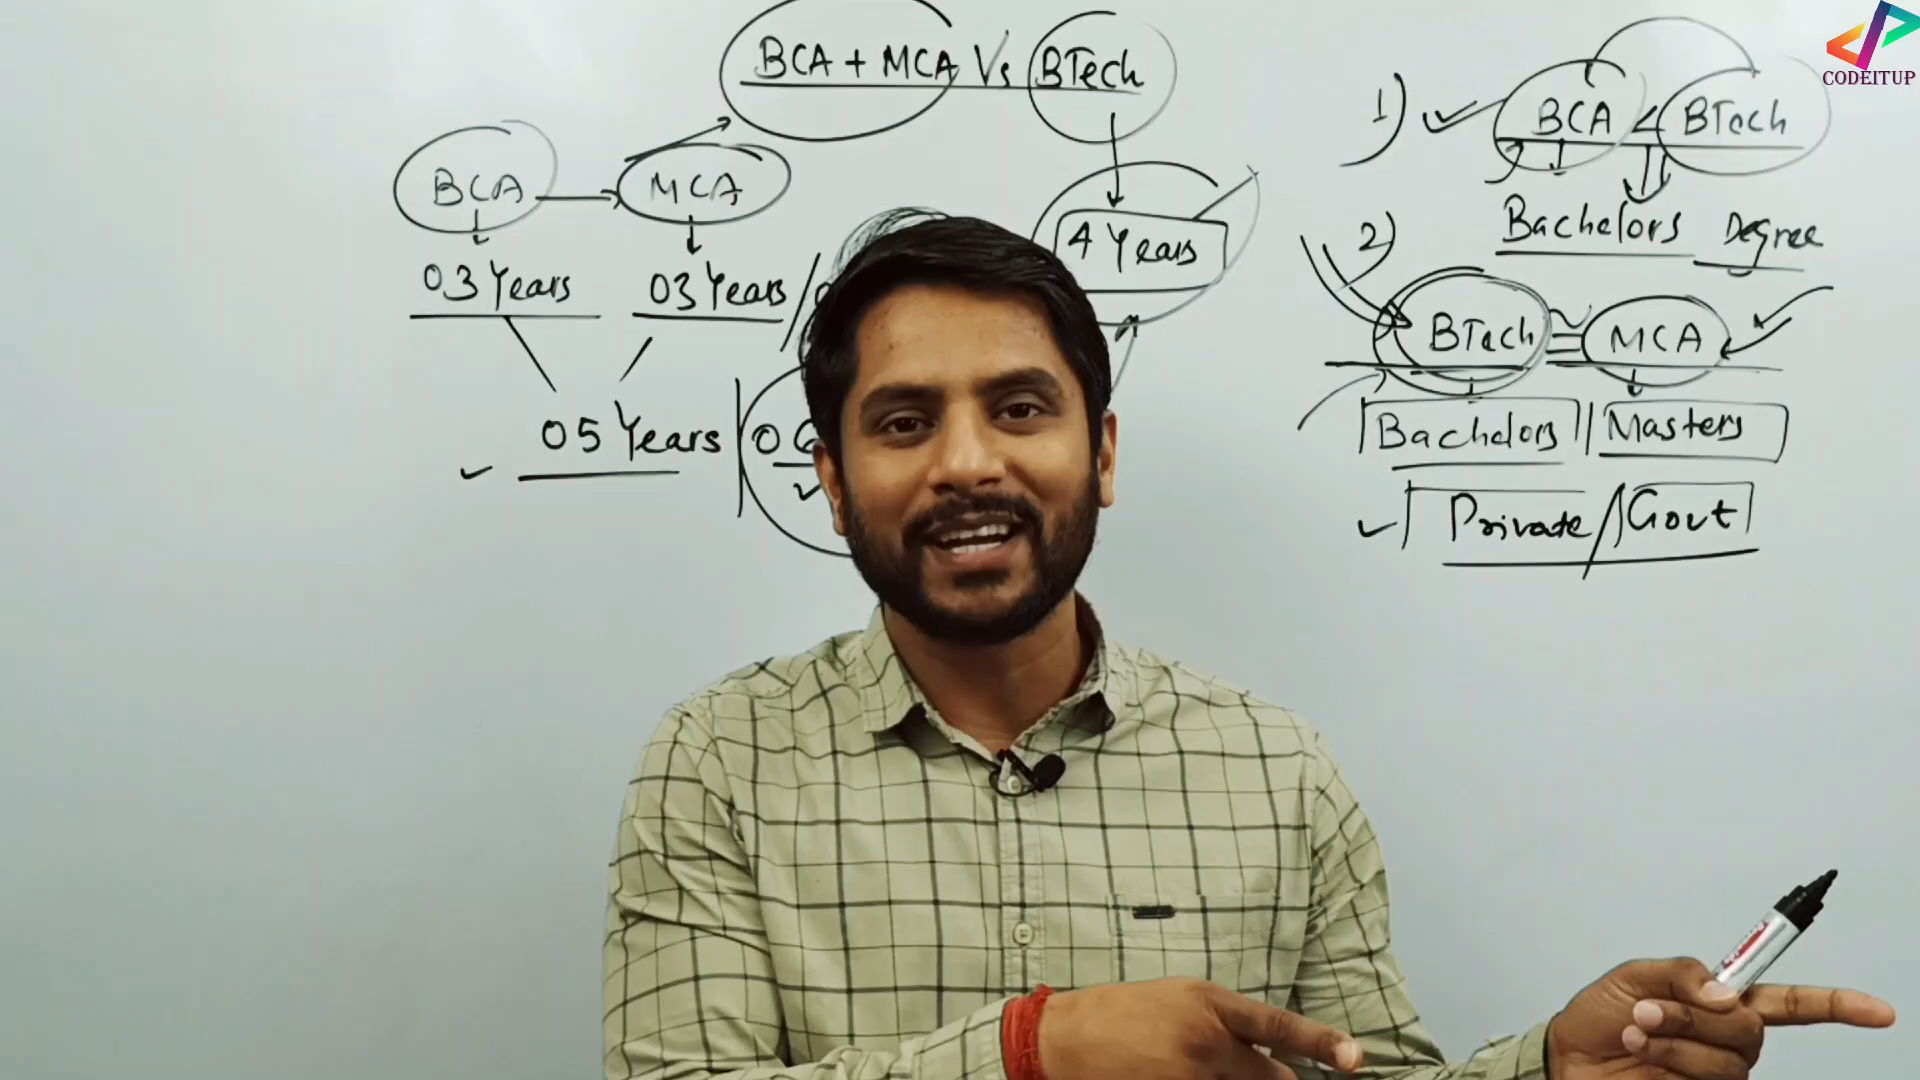 BCA + MCA Vs BTech
BCA
MCA
03 Years
03 Years /
05 Years
4 Years
1) BCA < BTech
Bachelors Degree
2)
BTech ≅ MCA
Bachelors / Masters
Private / Govt
CODEITUP